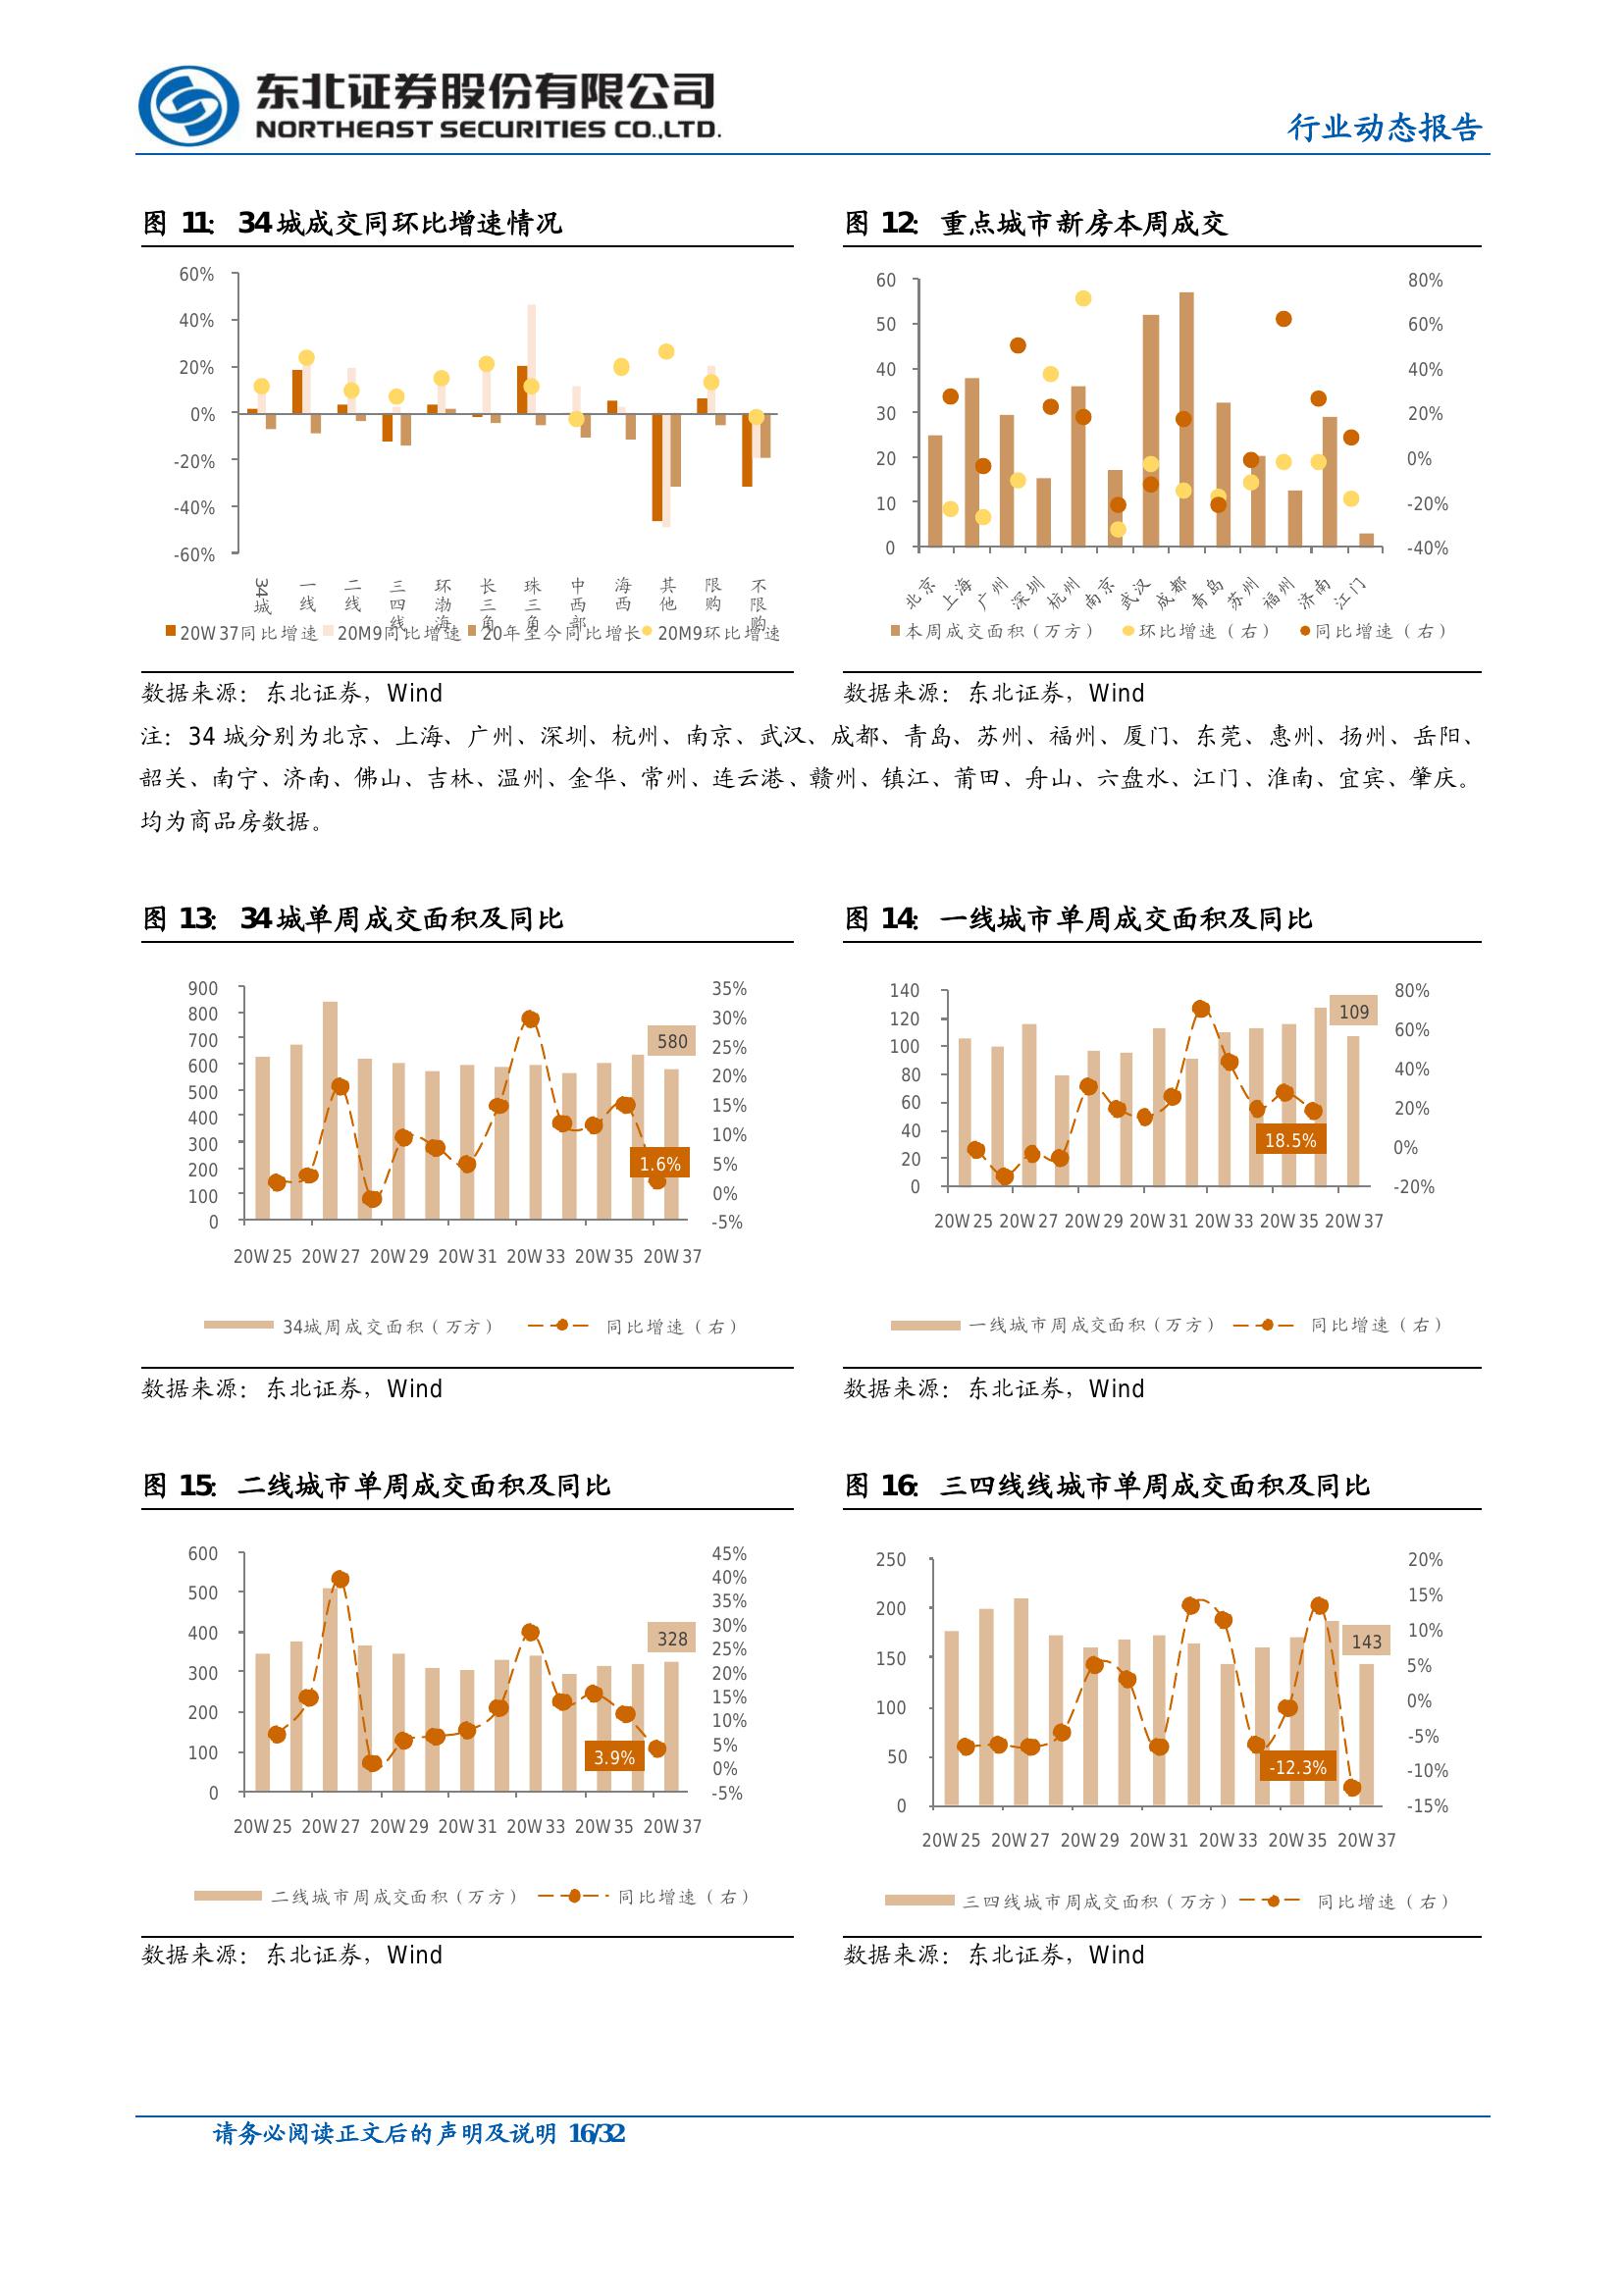 东北证券股份有限公司
NORTHEAST SECURITIES CO.,LTD.
行业动态报告
图 11: 34 城成交同环比增速情况
60%
40%
20%
0%
-20%
-40%
-60%
34城 一线 二线 三四线 环渤海 长三角 珠三角 中西部 海西 其他 限购 不限购
20W37同比增速 20M9同比增速 20年至今同比增长 20M9环比增速
数据来源：东北证券，Wind
图 12: 重点城市新房本周成交
60 80%
50 60%
40 40%
30 20%
20 0%
10 -20%
0 -40%
北京 上海 广州 深圳 杭州 南京 武汉 成都 青岛 苏州 福州 济南 江门
本周成交面积（万方） 环比增速（右） 同比增速（右）
数据来源：东北证券，Wind
注：34 城分别为北京、上海、广州、深圳、杭州、南京、武汉、成都、青岛、苏州、福州、厦门、东莞、惠州、扬州、岳阳、
韶关、南宁、济南、佛山、吉林、温州、金华、常州、连云港、赣州、镇江、莆田、舟山、六盘水、江门、淮南、宜宾、肇庆。
均为商品房数据。
图 13: 34 城单周成交面积及同比
900 35%
800 30%
700 25%
600 20%
500 15%
400 10%
300 5%
200 0%
100 -5%
0
580
1.6%
20W25 20W27 20W29 20W31 20W33 20W35 20W37
34城周成交面积（万方） 同比增速（右）
数据来源：东北证券，Wind
图 14: 一线城市单周成交面积及同比
140 80%
120 60%
100 40%
80 20%
60 0%
40 -20%
20
0
109
18.5%
20W25 20W27 20W29 20W31 20W33 20W35 20W37
一线城市周成交面积（万方） 同比增速（右）
数据来源：东北证券，Wind
图 15: 二线城市单周成交面积及同比
600 45%
500 40%
400 35%
300 30%
200 25%
100 20%
0 15%
10%
5%
0%
-5%
328
3.9%
20W25 20W27 20W29 20W31 20W33 20W35 20W37
二线城市周成交面积（万方） 同比增速（右）
数据来源：东北证券，Wind
图 16: 三四线线城市单周成交面积及同比
250 20%
200 15%
150 10%
100 5%
50 0%
0 -5%
-10%
-15%
143
-12.3%
20W25 20W27 20W29 20W31 20W33 20W35 20W37
三四线城市周成交面积（万方） 同比增速（右）
数据来源：东北证券，Wind
请务必阅读正文后的声明及说明 16/32